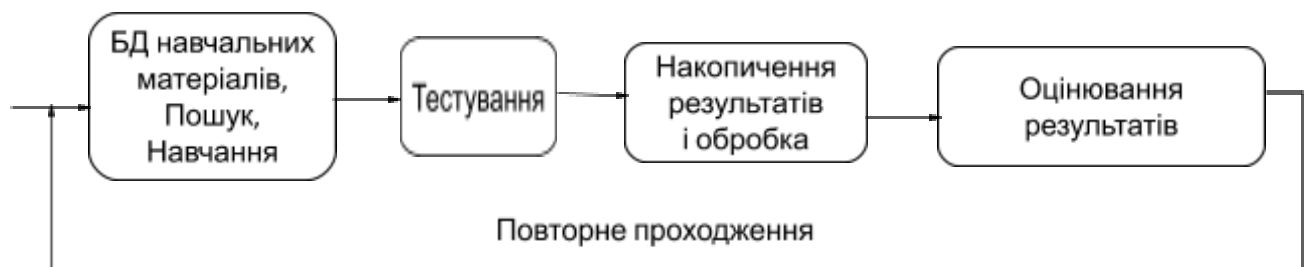 БД навчальних
матеріалів,
Пошук,
Навчання
Тестування
Накопичення
результатів
і обробка
Оцінювання
результатів
Повторне проходження